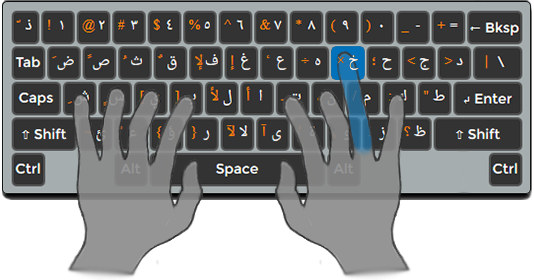 ّ ذ ! ١ @ ٢ # ٣ $ ٤ % ٥ ^ ٦ & ٧ * ٨ ( ٩ ) ٠ _ - + = ← Bksp
Tab َ ض ً ص ُ ث ٌ ق لإ ف إ غ ‘ ع ÷ ه × خ ؛ ح < ج > د | \
Caps ش [ ب لأ ل أ ا ت / م ك " ط ↲ Enter
⇧ Shift ئ { ر لآ لا آ ى ز ؟ ظ ⇧ Shift
Ctrl Alt Space Alt Ctrl